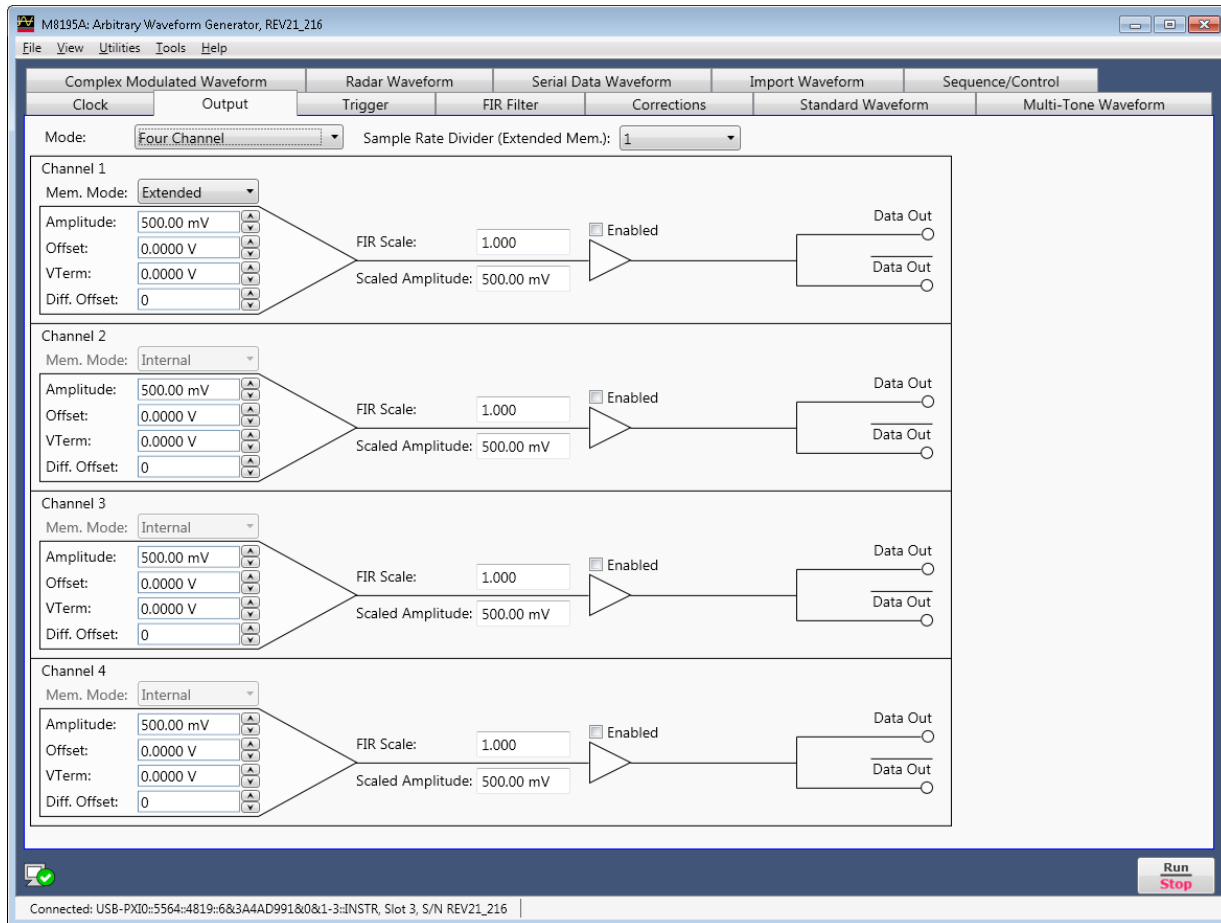 M8195A: Arbitrary Waveform Generator, REV21_216
File View Utilities Tools Help
Complex Modulated Waveform Radar Waveform Serial Data Waveform Import Waveform Sequence/Control
Clock Output Trigger FIR Filter Corrections Standard Waveform Multi-Tone Waveform
Mode: Four Channel Sample Rate Divider (Extended Mem.): 1
Channel 1
Mem. Mode: Extended
Amplitude: 500.00 mV
Offset: 0.0000 V
VTerm: 0.0000 V
Diff. Offset: 0
FIR Scale: 1.000
Scaled Amplitude: 500.00 mV
Enabled
Data Out
Data Out
Channel 2
Mem. Mode: Internal
Amplitude: 500.00 mV
Offset: 0.0000 V
VTerm: 0.0000 V
Diff. Offset: 0
FIR Scale: 1.000
Scaled Amplitude: 500.00 mV
Enabled
Data Out
Data Out
Channel 3
Mem. Mode: Internal
Amplitude: 500.00 mV
Offset: 0.0000 V
VTerm: 0.0000 V
Diff. Offset: 0
FIR Scale: 1.000
Scaled Amplitude: 500.00 mV
Enabled
Data Out
Data Out
Channel 4
Mem. Mode: Internal
Amplitude: 500.00 mV
Offset: 0.0000 V
VTerm: 0.0000 V
Diff. Offset: 0
FIR Scale: 1.000
Scaled Amplitude: 500.00 mV
Enabled
Data Out
Data Out
Run
Stop
Connected: USB-PXI0::5564::4819::6&3A4AD991&0&1-3::INSTR, Slot 3, S/N REV21_216